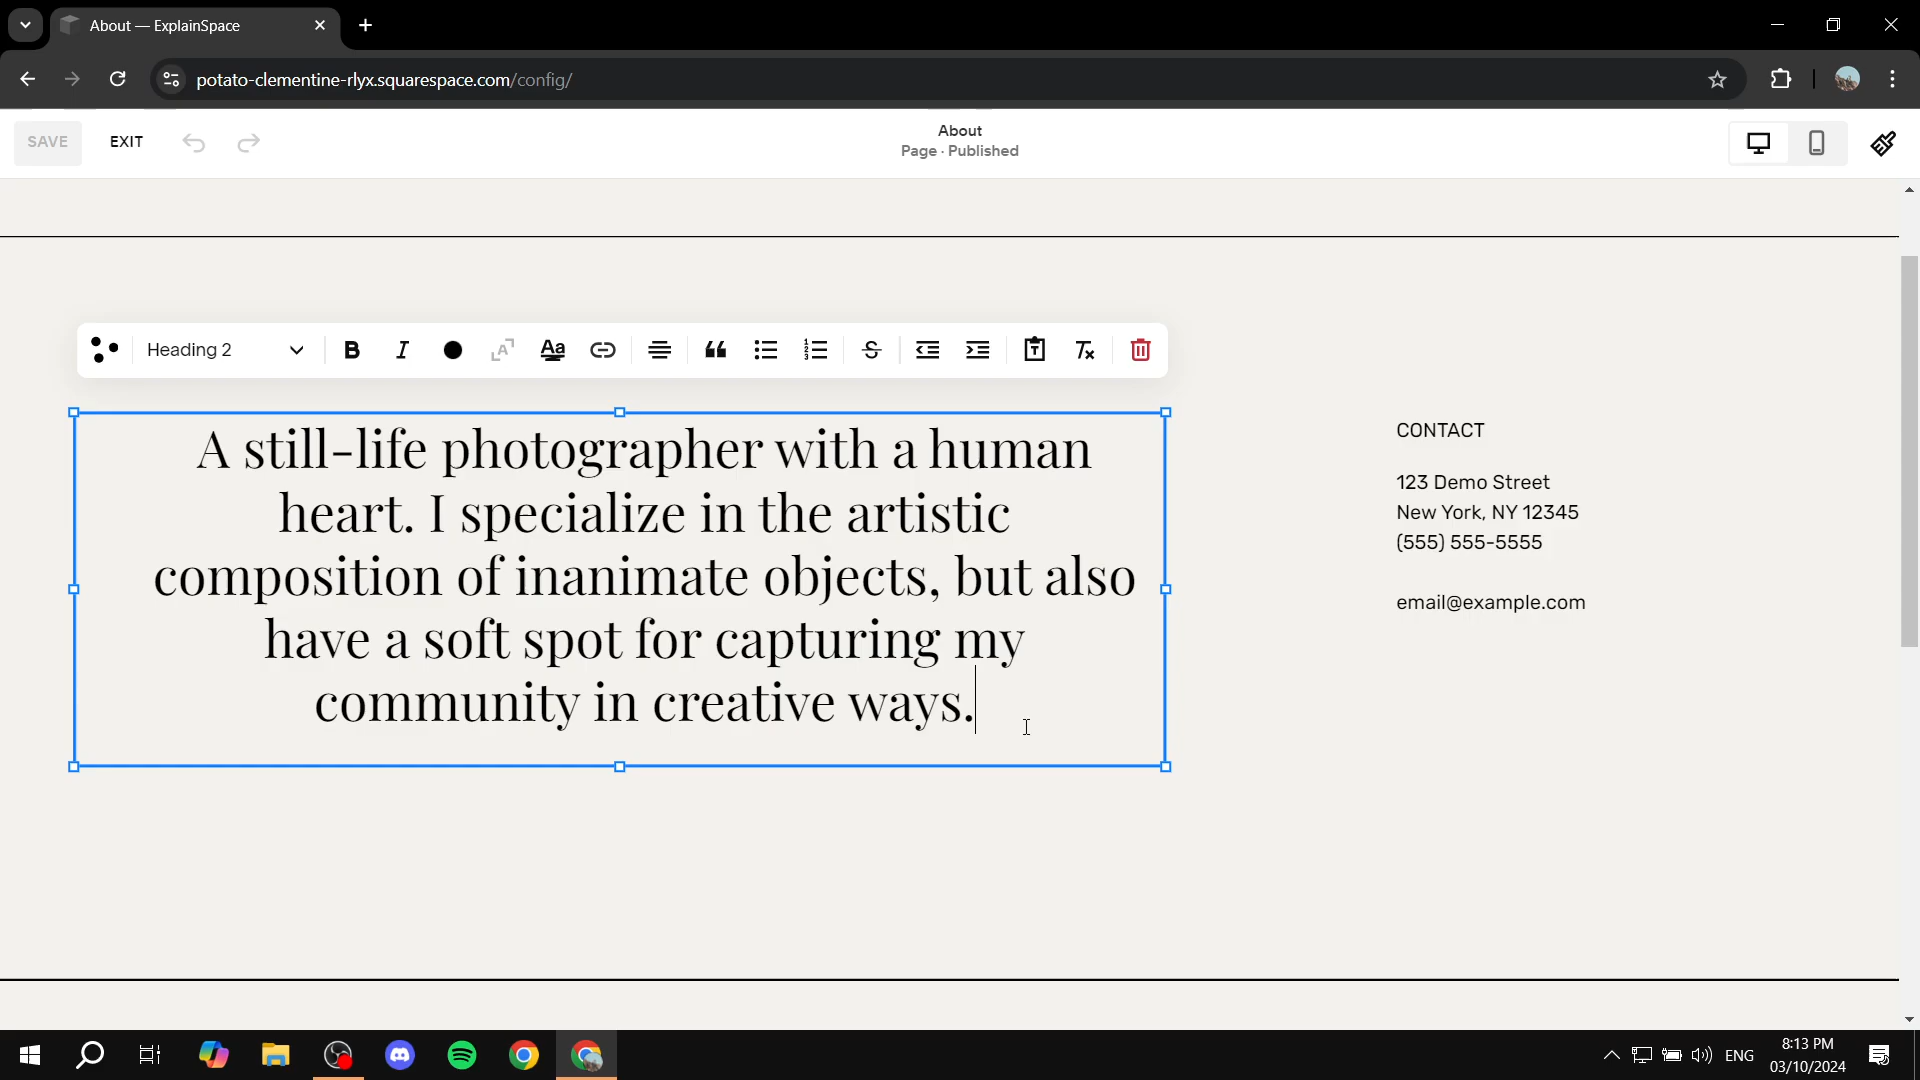 About — ExplainSpace
potato-clementine-rlyx.squarespace.com/config/
SAVE
EXIT
About
Page · Published
Heading 2
A still-life photographer with a human
heart. I specialize in the artistic
composition of inanimate objects, but also
have a soft spot for capturing my
community in creative ways.
CONTACT
123 Demo Street
New York, NY 12345
(555) 555-5555
email@example.com
ENG
8:13 PM
03/10/2024